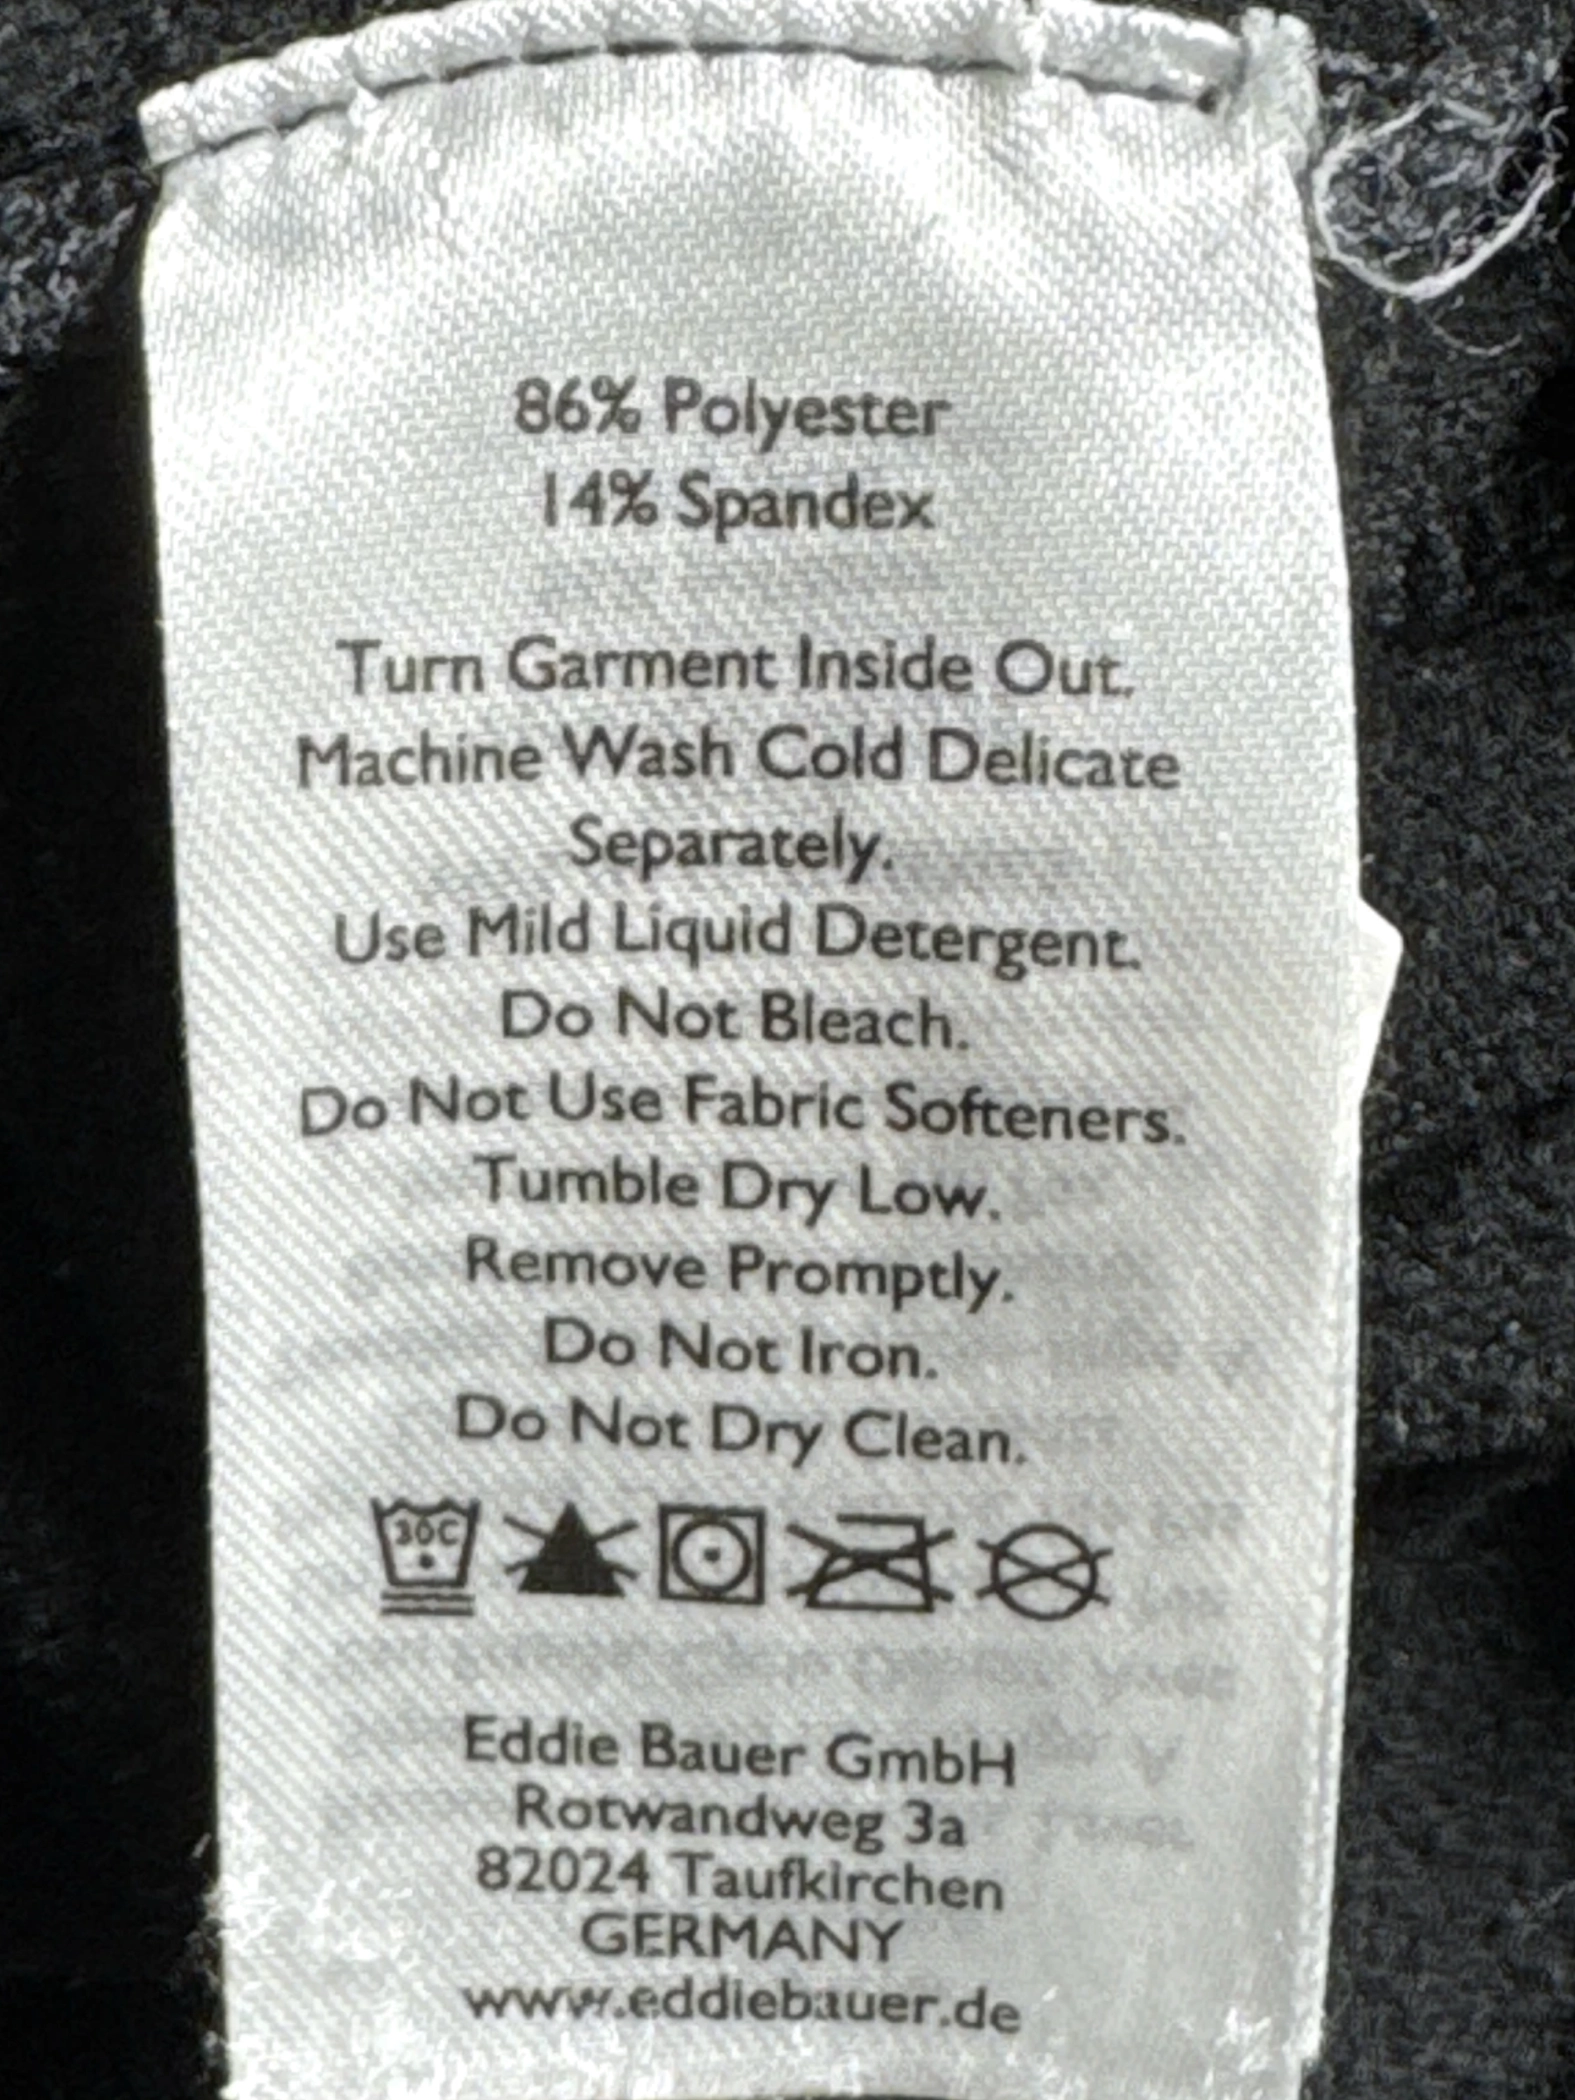 86% Polyester
14% Spandex
Turn Garment Inside Out.
Machine Wash Cold Delicate
Separately.
Use Mild Liquid Detergent.
Do Not Bleach.
Do Not Use Fabric Softeners.
Tumble Dry Low.
Remove Promptly.
Do Not Iron.
Do Not Dry Clean.
30C
Eddie Bauer GmbH
Rotwandweg 3a
82024 Taufkirchen
GERMANY
www.eddiebauer.de